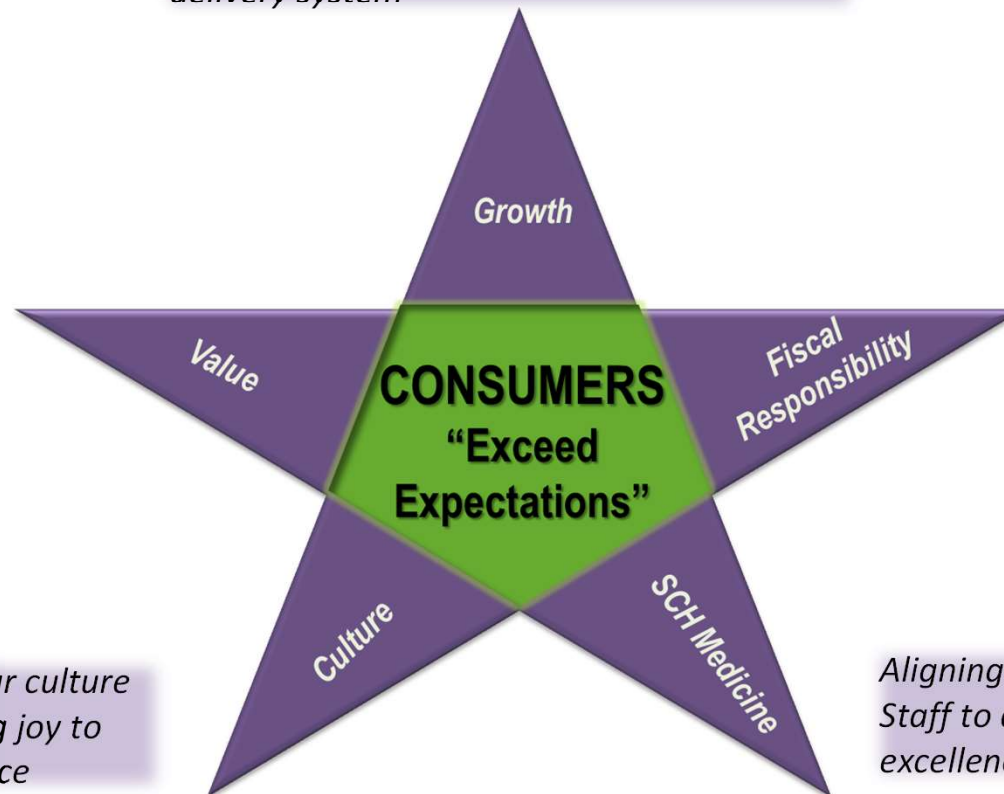 delivery system
Growth
Value
Fiscal
Responsibility
CONSUMERS
“Exceed
Expectations”
Culture
SCH Medicine
culture
joy to
Aligning
Staff to
excellen